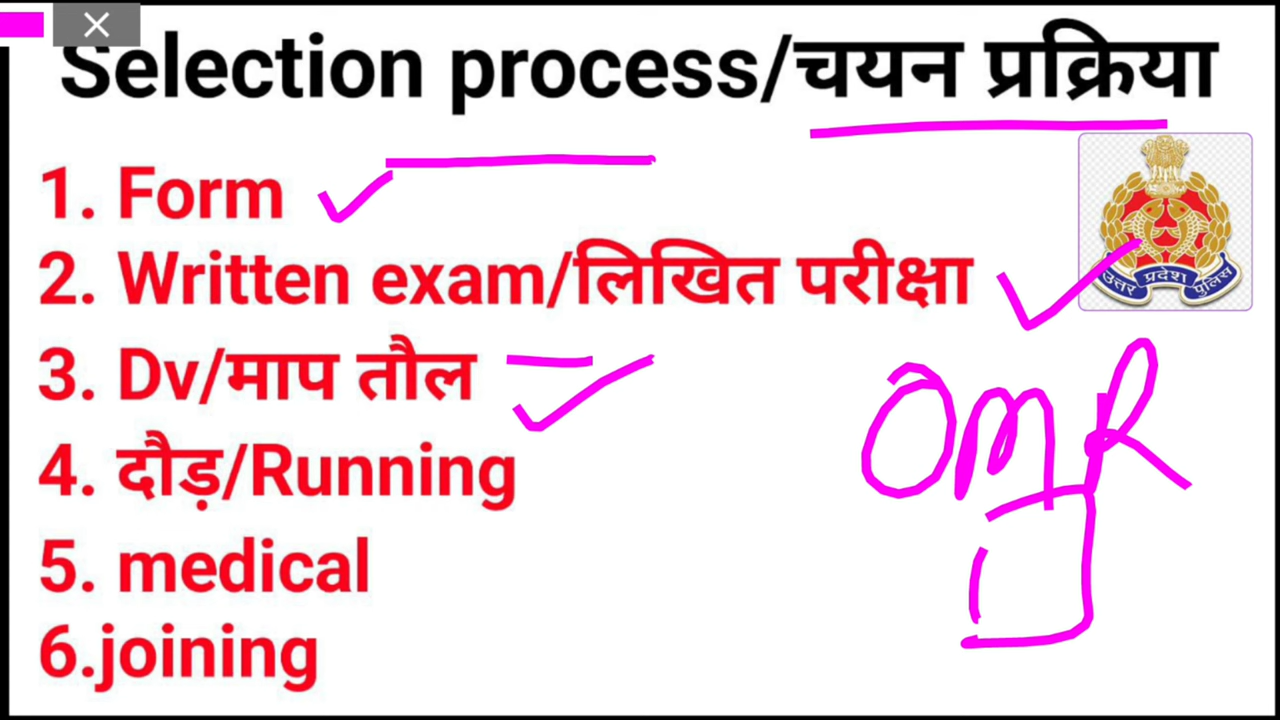 Selection process/चयन प्रक्रिया
1. Form
2. Written exam/लिखित परीक्षा
उत्तर प्रदेश पुलिस
3. Dv/माप तौल
OMR
4. दौड़/Running
5. medical
6.joining